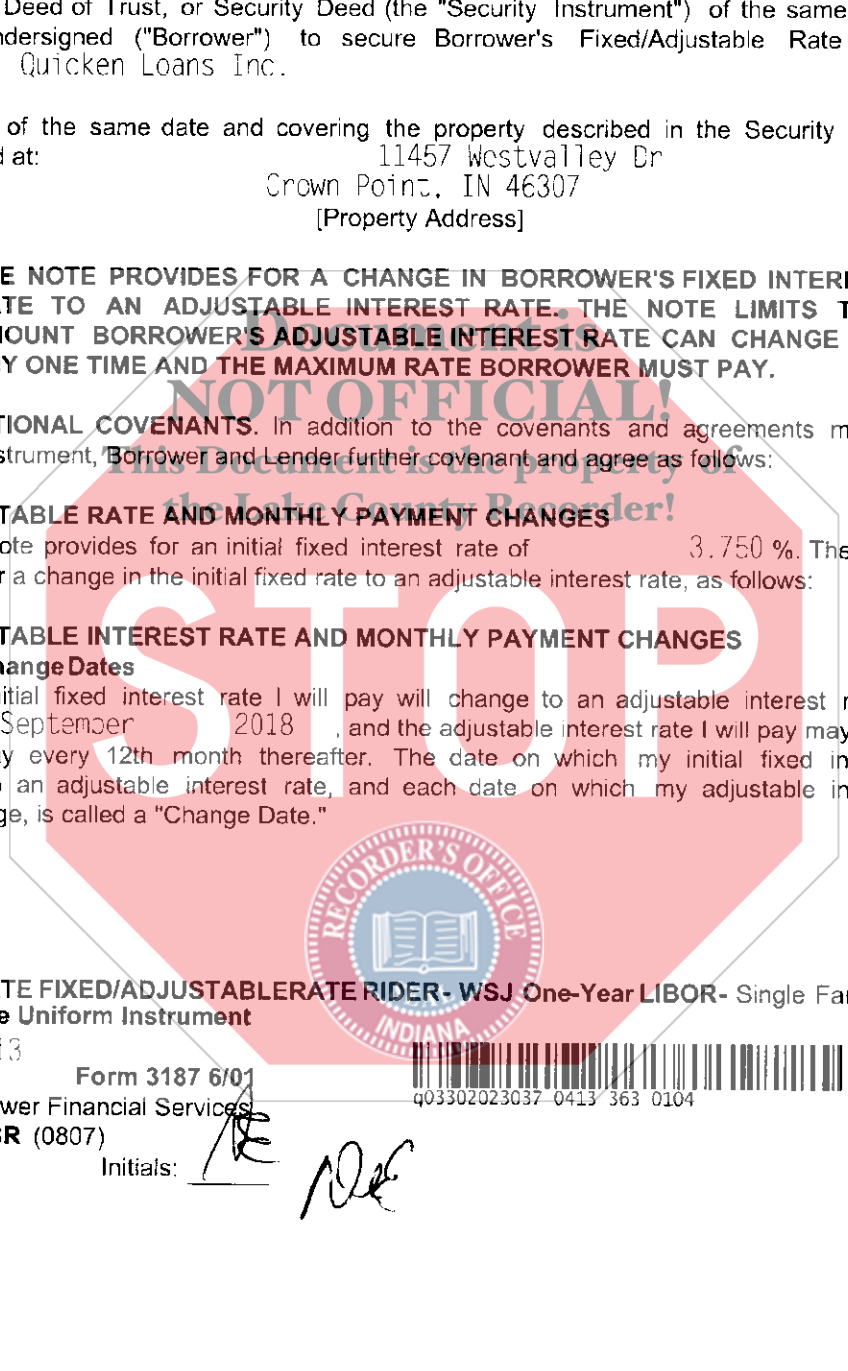 Deed of Trust, or Security Deed (the "Security Instrument") of the same
ndersigned ("Borrower") to secure Borrower's Fixed/Adjustable Rate
Quicken Loans Inc.
of the same date and covering the property described in the Security
d at:
11457 Westvalley Dr
Crown Point, IN 46307
[Property Address]
E NOTE PROVIDES FOR A CHANGE IN BORROWER'S FIXED INTER
TE TO AN ADJUSTABLE INTEREST RATE. THE NOTE LIMITS T
OUNT BORROWER'S ADJUSTABLE INTEREST RATE CAN CHANGE
Y ONE TIME AND THE MAXIMUM RATE BORROWER MUST PAY.
Document is
NOT OFFICIAL!
This Document is the property of
the Lake County Recorder!
TIONAL COVENANTS. In addition to the covenants and agreements m
strument, Borrower and Lender further covenant and agree as follows:
TABLE RATE AND MONTHLY PAYMENT CHANGES
ote provides for an initial fixed interest rate of 3.750 %. The
r a change in the initial fixed rate to an adjustable interest rate, as follows:
STOP
TABLE INTEREST RATE AND MONTHLY PAYMENT CHANGES
hange Dates
itial fixed interest rate I will pay will change to an adjustable interest r
September 2018 , and the adjustable interest rate I will pay may
y every 12th month thereafter. The date on which my initial fixed in
o an adjustable interest rate, and each date on which my adjustable in
ge, is called a "Change Date."
RECORDER'S OFFICE
SEAL
INDIANA
TE FIXED/ADJUSTABLERATE RIDER- WSJ One-Year LIBOR- Single Fa
e Uniform Instrument
13
Form 3187 6/01
wer Financial Services
R (0807)
Initials:
q03302023037 0413 363 0104